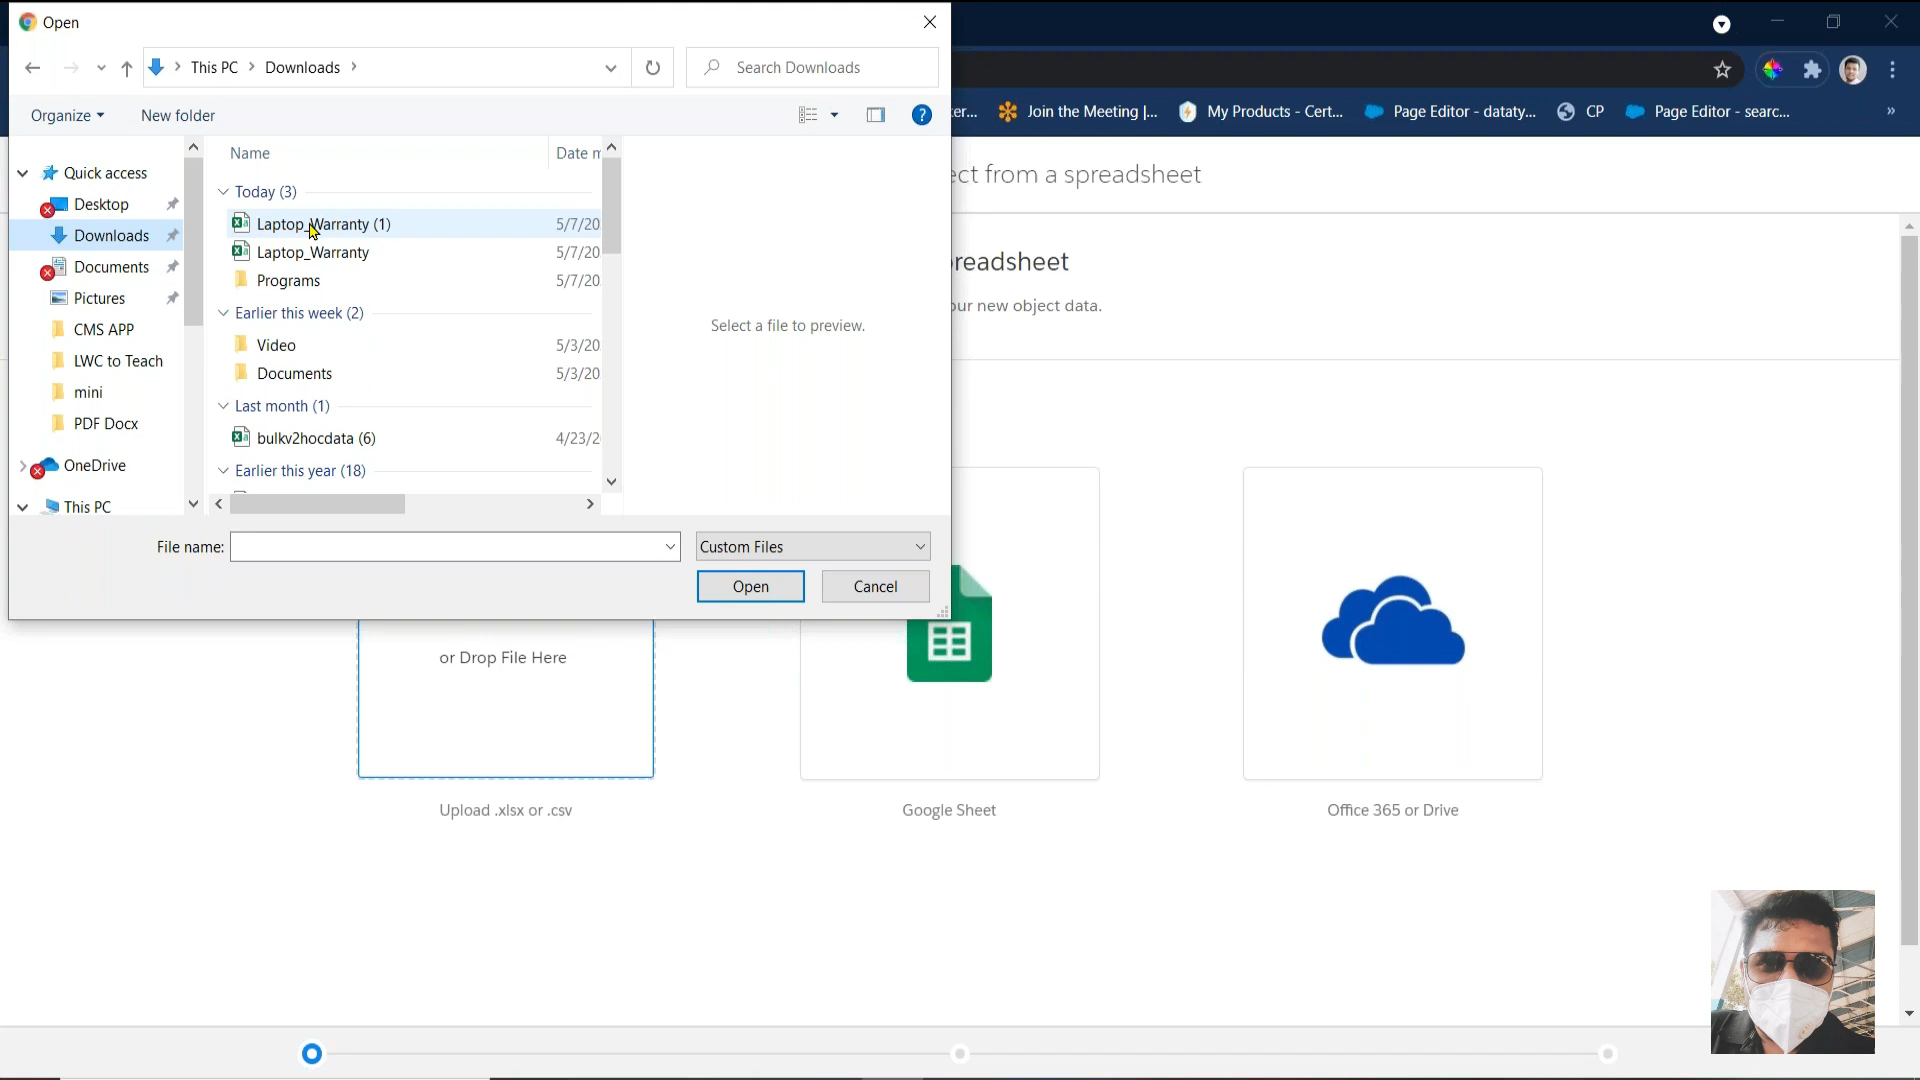 Open
This PC
Downloads
Search Downloads
Organize
New folder
?
er...
Join the Meeting |...
My Products - Cert...
Page Editor - dataty...
CP
Page Editor - searc...
»
Name
Date m
Quick access
Desktop
Downloads
Documents
Pictures
CMS APP
LWC to Teach
mini
PDF Docx
OneDrive
This PC
Today (3)
Laptop_Warranty (1) 5/7/20
Laptop_Warranty 5/7/20
Programs 5/7/20
Earlier this week (2)
Video 5/3/20
Documents 5/3/20
Last month (1)
bulkv2hocdata (6) 4/23/2
Earlier this year (18)
Select a file to preview.
File name:
Custom Files
Open
Cancel
ect from a spreadsheet
readsheet
our new object data.
or Drop File Here
Upload .xlsx or .csv
Google Sheet
Office 365 or Drive